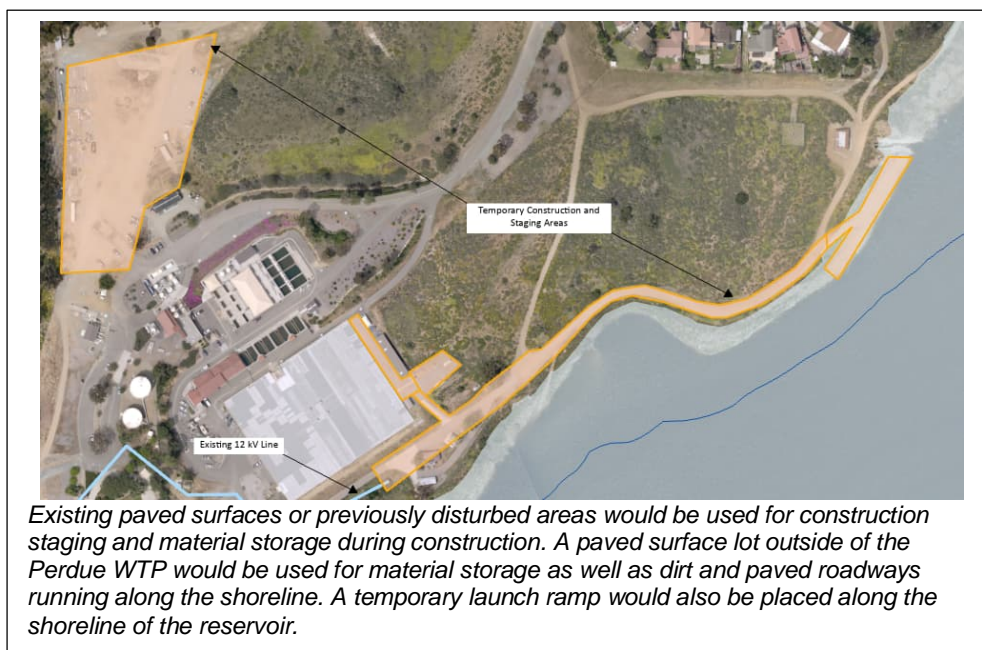 Temporary Construction and
Staging Areas
Existing 12 kV Line
Existing paved surfaces or previously disturbed areas would be used for construction
staging and material storage during construction. A paved surface lot outside of the
Perdue WTP would be used for material storage as well as dirt and paved roadways
running along the shoreline. A temporary launch ramp would also be placed along the
shoreline of the reservoir.